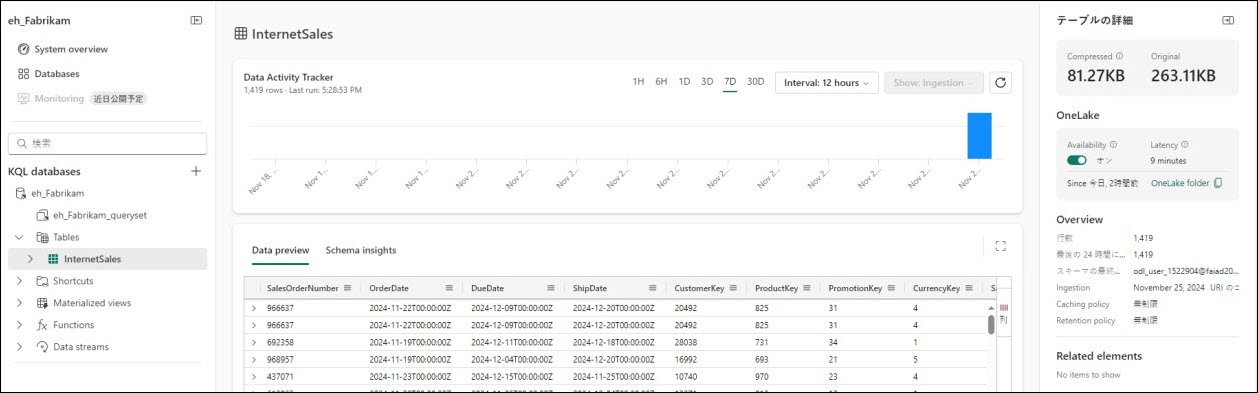 eh_Fabrikam
System overview
Databases
Monitoring 近日公開予定
検索
KQL databases
eh_Fabrikam
eh_Fabrikam_queryset
Tables
InternetSales
Shortcuts
Materialized views
Functions
Data streams
InternetSales
Data Activity Tracker
1,419 rows · Last run: 5:28:53 PM
1H 6H 1D 3D 7D 30D Interval: 12 hours Show: Ingestion
Nov 18, ... Nov 1... Nov 1... Nov 1... Nov 2... Nov 2... Nov 2... Nov 2... Nov 2... Nov 2... Nov 2... Nov 2... Nov 2... Nov 2...
Data preview Schema insights
SalesOrderNumber OrderDate DueDate ShipDate CustomerKey ProductKey PromotionKey CurrencyKey Sa
966637 2024-11-22T00:00:00Z 2024-12-09T00:00:00Z 2024-12-20T00:00:00Z 20492 825 31 4
966637 2024-11-22T00:00:00Z 2024-12-09T00:00:00Z 2024-12-20T00:00:00Z 20492 825 31 4
692358 2024-11-19T00:00:00Z 2024-12-11T00:00:00Z 2024-12-18T00:00:00Z 28038 731 34 1
968957 2024-11-19T00:00:00Z 2024-12-04T00:00:00Z 2024-12-20T00:00:00Z 16992 693 21 5
437071 2024-11-23T00:00:00Z 2024-12-15T00:00:00Z 2024-11-25T00:00:00Z 10740 970 23 4
列
テーブルの詳細
Compressed Original
81.27KB 263.11KB
OneLake
Availability Latency
オン 9 minutes
Since 今日, 2時間前 OneLake folder
Overview
行数 1,419
最後の 24 時間に... 1,419
スキーマの最終... odl_user_1522904@faiad20...
Ingestion November 25, 2024 URI のコ
Caching policy 無制限
Retention policy 無制限
Related elements
No items to show